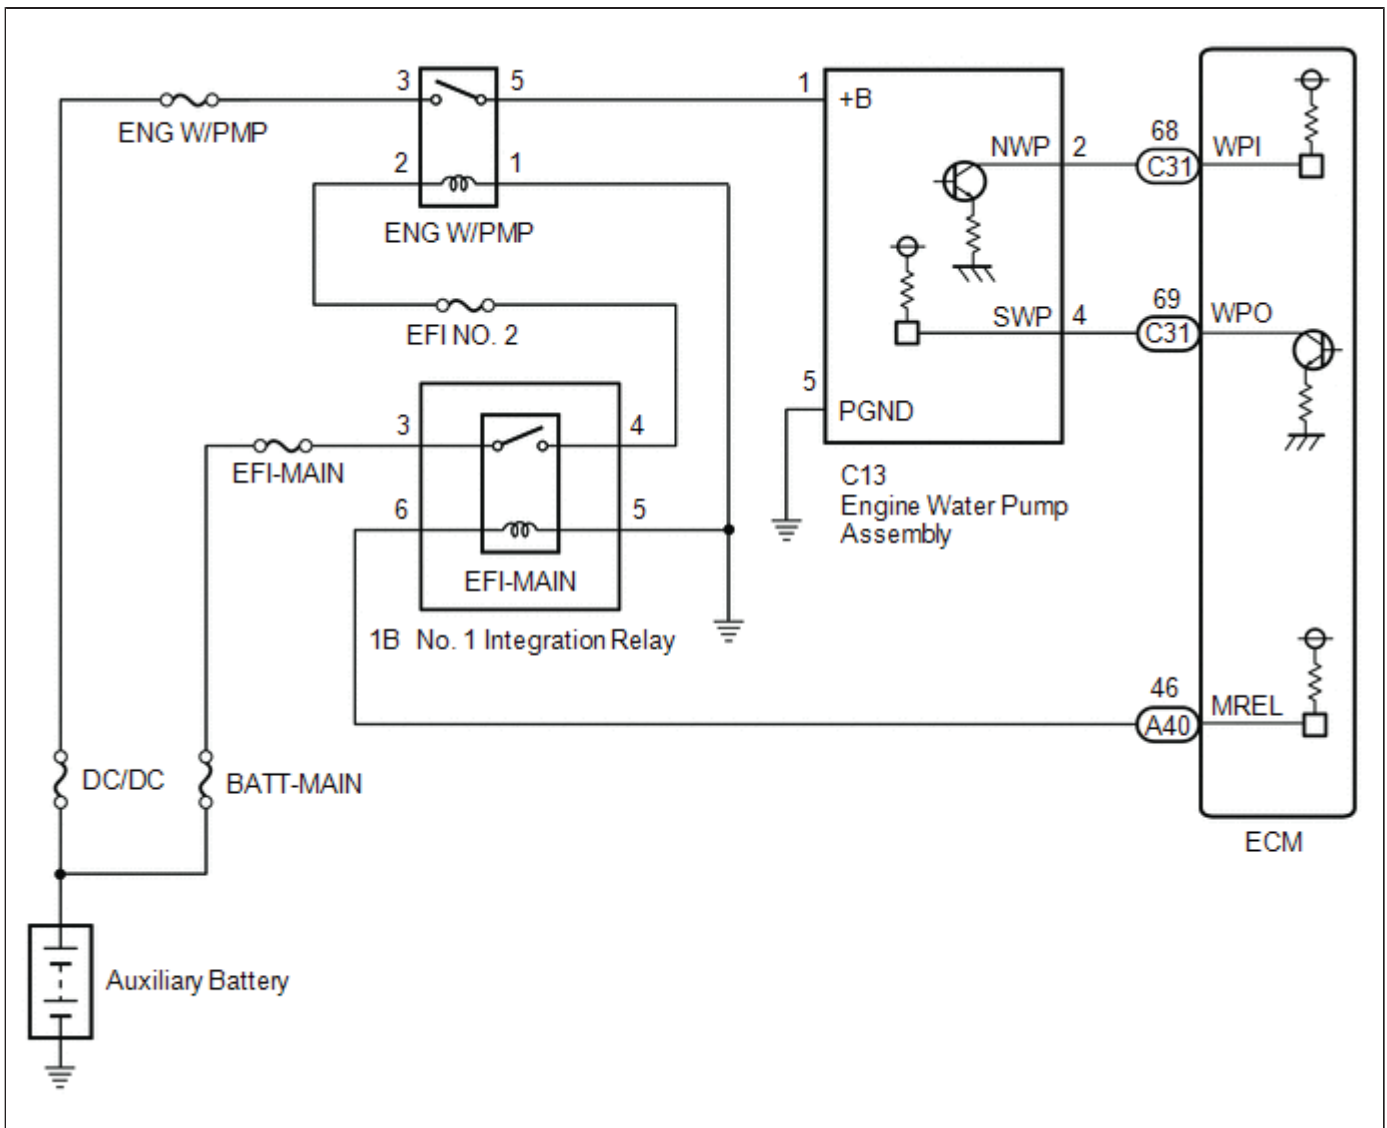 3
5
ENG W/PMP
2
1
ENG W/PMP
EFI NO. 2
3
4
EFI-MAIN
6
5
EFI-MAIN
1B No. 1 Integration Relay
1
+B
NWP
2
SWP
4
5
PGND
C13
Engine Water Pump
Assembly
68
C31
WPI
69
C31
WPO
46
A40
MREL
ECM
DC/DC
BATT-MAIN
Auxiliary Battery